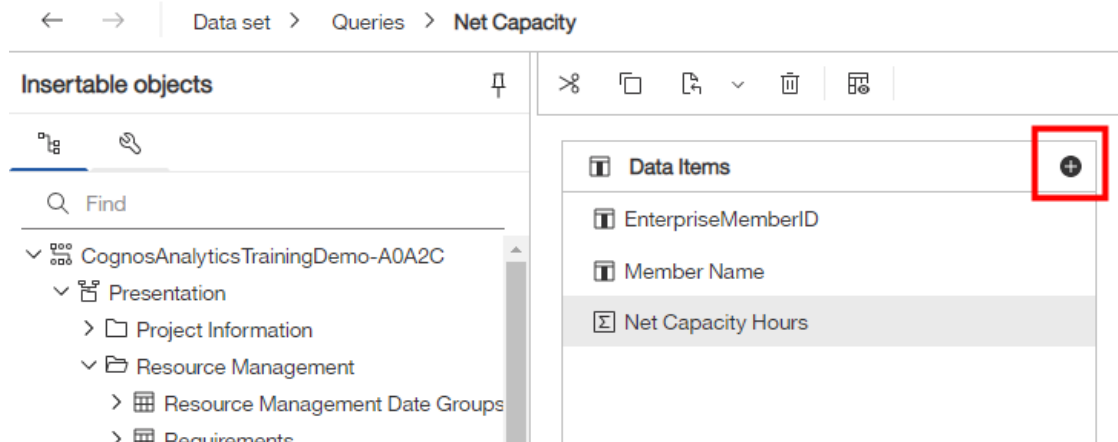 Data set > Queries > Net Capacity
Insertable objects
Find
CognosAnalyticsTrainingDemo-A0A2C
Presentation
Project Information
Resource Management
Resource Management Date Groups
Requirements
Data Items
EnterpriseMemberID
Member Name
Net Capacity Hours